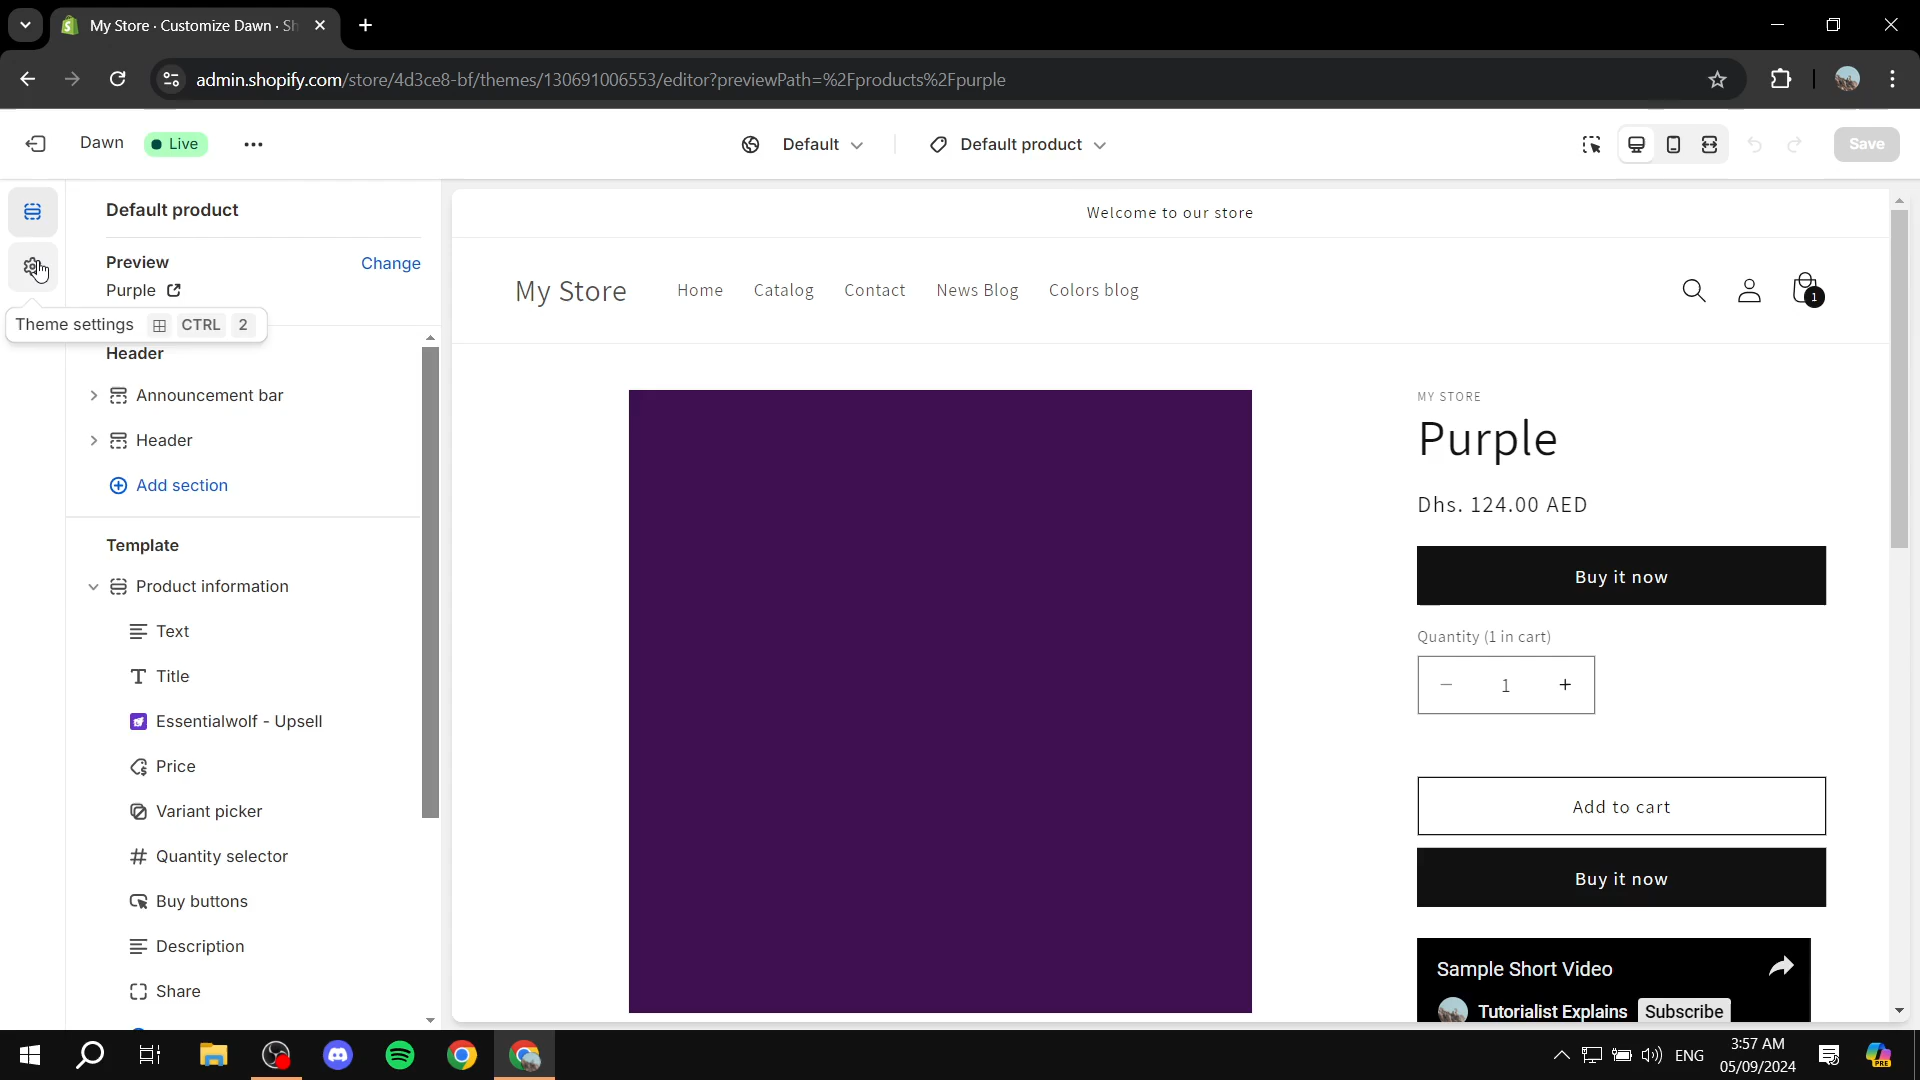 My Store · Customize Dawn · Sh
admin.shopify.com/store/4d3ce8-bf/themes/130691006553/editor?previewPath=%2Fproducts%2Fpurple
Dawn
Live
Default
Default product
Save
Default product
Preview
Change
Purple
Theme settings
CTRL
2
Header
Announcement bar
Header
Add section
Template
Product information
Text
Title
Essentialwolf - Upsell
Price
Variant picker
Quantity selector
Buy buttons
Description
Share
Welcome to our store
My Store
Home
Catalog
Contact
News Blog
Colors blog
1
MY STORE
Purple
Dhs. 124.00 AED
Buy it now
Quantity (1 in cart)
1
Add to cart
Buy it now
Sample Short Video
Tutorialist Explains
Subscribe
ENG
3:57 AM
05/09/2024
PRE